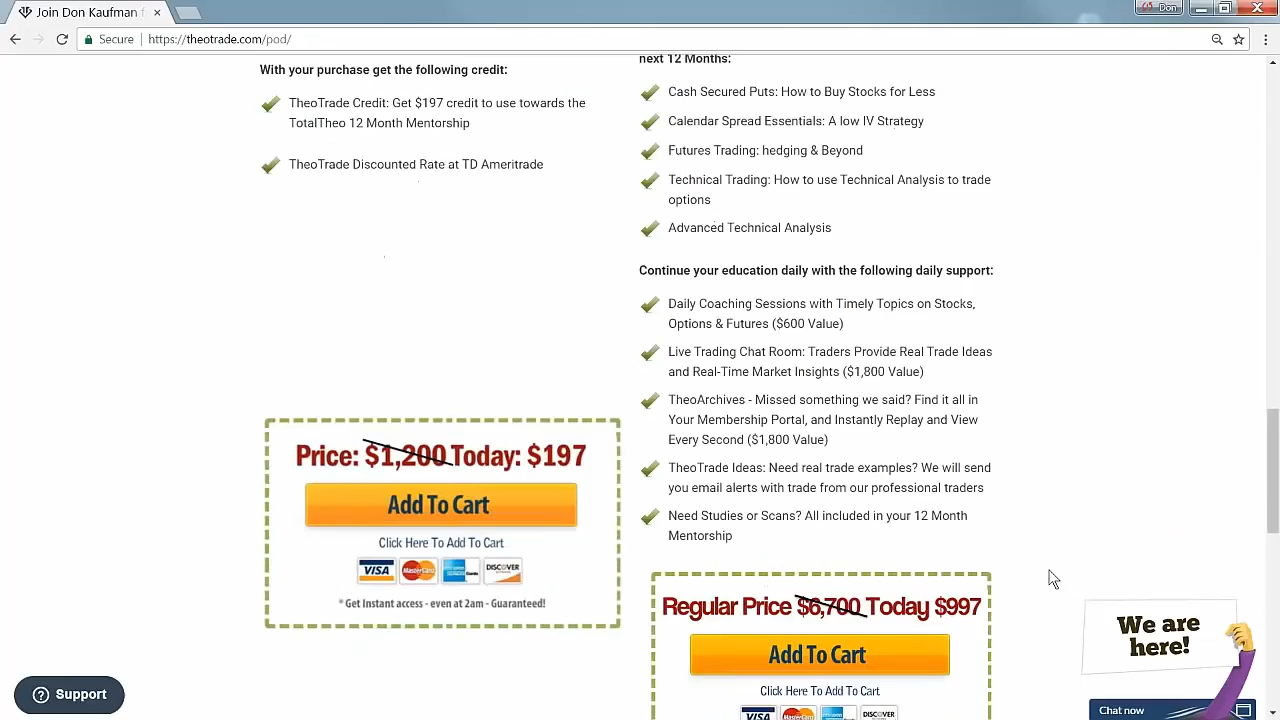 Join Don Kaufman f
Don
Secure
https://theotrade.com/pod/
With your purchase get the following credit:
TheoTrade Credit: Get $197 credit to use towards the
TotalTheo 12 Month Mentorship
TheoTrade Discounted Rate at TD Ameritrade
Price: $1,200 Today: $197
Add To Cart
Click Here To Add To Cart
VISA MasterCard DISCOVER
* Get Instant access - even at 2am - Guaranteed!
next 12 Months:
Cash Secured Puts: How to Buy Stocks for Less
Calendar Spread Essentials: A low IV Strategy
Futures Trading: hedging & Beyond
Technical Trading: How to use Technical Analysis to trade
options
Advanced Technical Analysis
Continue your education daily with the following daily support:
Daily Coaching Sessions with Timely Topics on Stocks,
Options & Futures ($600 Value)
Live Trading Chat Room: Traders Provide Real Trade Ideas
and Real-Time Market Insights ($1,800 Value)
TheoArchives - Missed something we said? Find it all in
Your Membership Portal, and Instantly Replay and View
Every Second ($1,800 Value)
TheoTrade Ideas: Need real trade examples? We will send
you email alerts with trade from our professional traders
Need Studies or Scans? All included in your 12 Month
Mentorship
Regular Price $6,700 Today $997
Add To Cart
Click Here To Add To Cart
VISA MasterCard DISCOVER
We are
here!
Chat now
Support